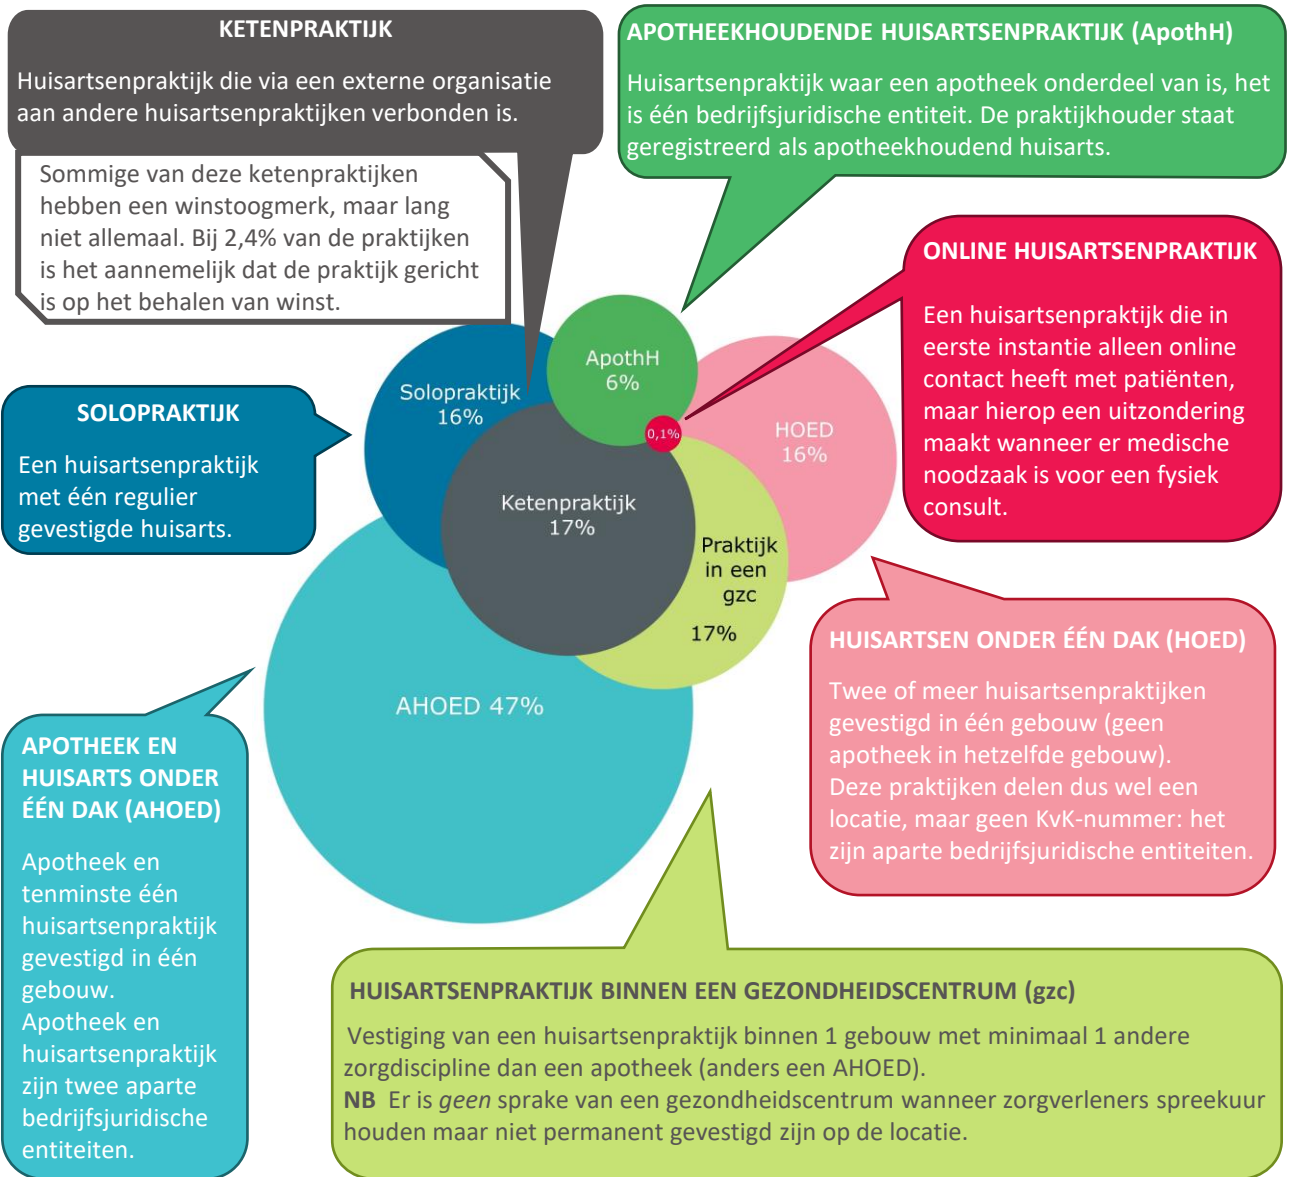 KETENPRAKTIJK
Huisartsenpraktijk die via een externe organisatie
aan andere huisartsenpraktijken verbonden is.
Sommige van deze ketenpraktijken
hebben een winstoogmerk, maar lang
niet allemaal. Bij 2,4% van de praktijken
is het aannemelijk dat de praktijk gericht
is op het behalen van winst.
APOTHEEKHOUDENDE HUISARTSENPRAKTIJK (ApothH)
Huisartsenpraktijk waar een apotheek onderdeel van is, het
is één bedrijfsjuridische entiteit. De praktijkhouder staat
geregistreerd als apotheekhoudend huisarts.
ONLINE HUISARTSENPRAKTIJK
Een huisartsenpraktijk die in
eerste instantie alleen online
contact heeft met patiënten,
maar hierop een uitzondering
maakt wanneer er medische
noodzaak is voor een fysiek
consult.
SOLOPRAKTIJK
Een huisartsenpraktijk
met één regulier
gevestigde huisarts.
ApothH
6%
Solopraktijk
16%
0,1%
HOED
16%
Ketenpraktijk
17%
Praktijk
in een
gzc
17%
AHOED 47%
HUISARTSEN ONDER ÉÉN DAK (HOED)
Twee of meer huisartsenpraktijken
gevestigd in één gebouw (geen
apotheek in hetzelfde gebouw).
Deze praktijken delen dus wel een
locatie, maar geen KvK-nummer: het
zijn aparte bedrijfsjuridische entiteiten.
APOTHEEK EN
HUISARTS ONDER
ÉÉN DAK (AHOED)
Apotheek en
tenminste één
huisartsenpraktijk
gevestigd in één
gebouw.
Apotheek en
huisartsenpraktijk
zijn twee aparte
bedrijfsjuridische
entiteiten.
HUISARTSENPRAKTIJK BINNEN EEN GEZONDHEIDSCENTRUM (gzc)
Vestiging van een huisartsenpraktijk binnen 1 gebouw met minimaal 1 andere
zorgdiscipline dan een apotheek (anders een AHOED).
NB Er is geen sprake van een gezondheidscentrum wanneer zorgverleners spreekuur
houden maar niet permanent gevestigd zijn op de locatie.